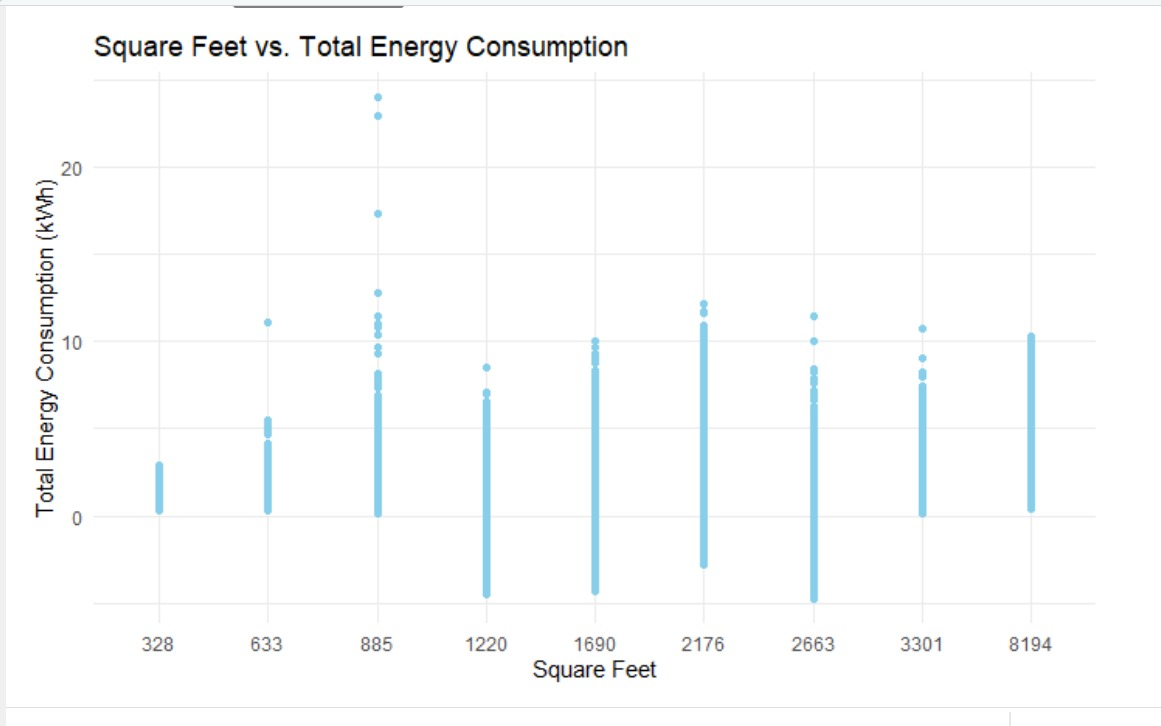 Square Feet vs. Total Energy Consumption
Total Energy Consumption (kWh)
20
10
0
328 633 885 1220 1690 2176 2663 3301 8194
Square Feet